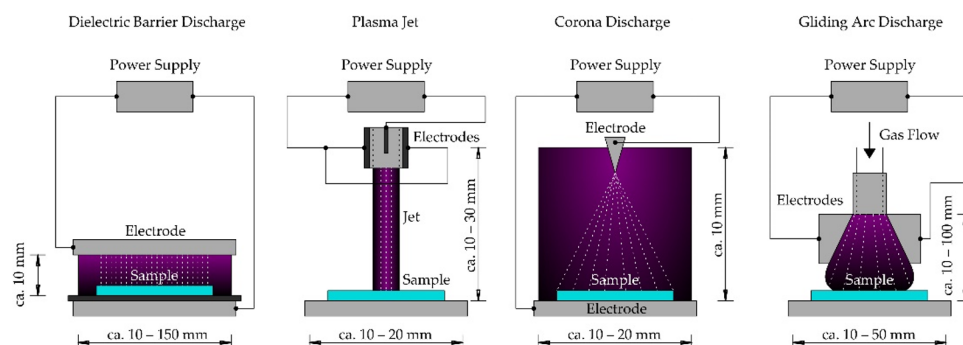 Dielectric Barrier Discharge
Power Supply
Electrode
Sample
ca. 10 mm
ca. 10 – 150 mm
Plasma Jet
Power Supply
Electrodes
Jet
Sample
ca. 10 – 30 mm
ca. 10 – 20 mm
Corona Discharge
Power Supply
Electrode
Sample
Electrode
ca. 10 mm
ca. 10 – 20 mm
Gliding Arc Discharge
Power Supply
Gas Flow
Electrodes
Sample
ca. 10 – 100 mm
ca. 10 – 50 mm